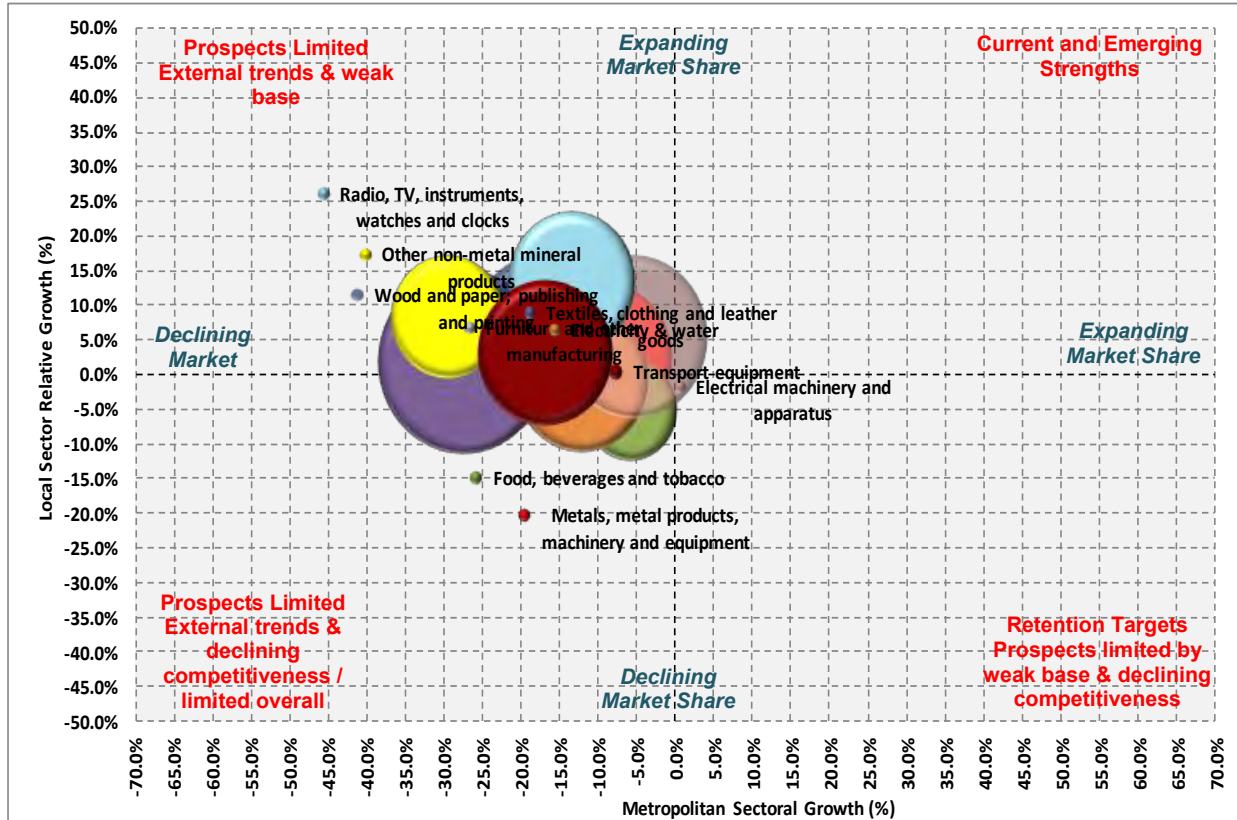 50.0%
45.0%
40.0%
35.0%
30.0%
25.0%
20.0%
15.0%
10.0%
5.0%
0.0%
-5.0%
-10.0%
-15.0%
-20.0%
-25.0%
-30.0%
-35.0%
-40.0%
-45.0%
-50.0%
Local Sector Relative Growth (%)
Prospects Limited
External trends & weak
base
Expanding
Market Share
Current and Emerging
Strengths
Radio, TV, instruments,
watches and clocks
Other non-metal mineral
products
Wood and paper; publishing
and printing
Textiles, clothing and leather
goods
Furniture and other
manufacturing
Electricity & water
Declining
Market
Expanding
Market Share
Transport equipment
Electrical machinery and
apparatus
Food, beverages and tobacco
Metals, metal products,
machinery and equipment
Prospects Limited
External trends &
declining
competitiveness /
limited overall
Declining
Market Share
Retention Targets
Prospects limited by
weak base & declining
competitiveness
-70.0%
-65.0%
-60.0%
-55.0%
-50.0%
-45.0%
-40.0%
-35.0%
-30.0%
-25.0%
-20.0%
-15.0%
-10.0%
-5.0%
0.0%
5.0%
10.0%
15.0%
20.0%
25.0%
30.0%
35.0%
40.0%
45.0%
50.0%
55.0%
60.0%
65.0%
70.0%
Metropolitan Sectoral Growth (%)